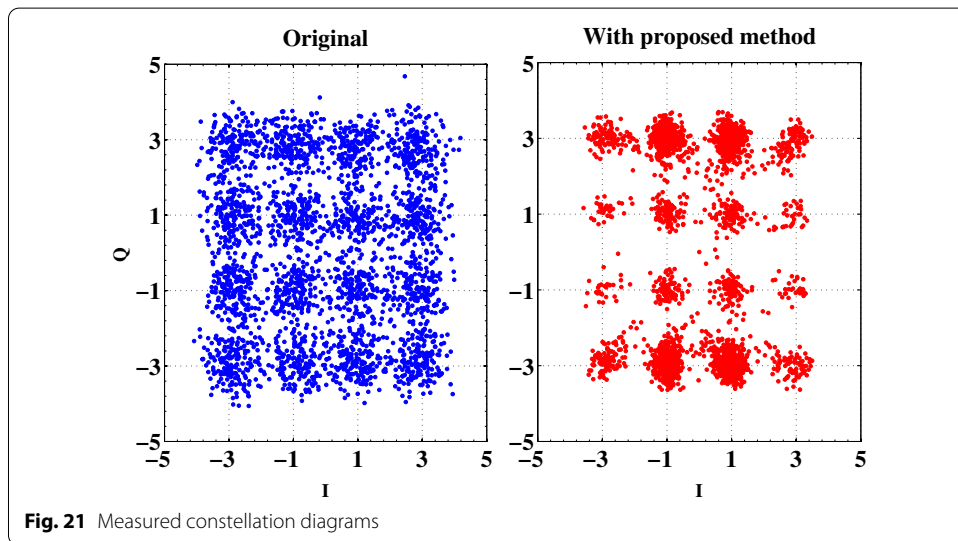 Original
With proposed method
5
3
1
−1
−3
−5
−5 −3 −1 1 3 5
Q
I
5
3
1
−1
−3
−5
−5 −3 −1 1 3 5
I
Fig. 21 Measured constellation diagrams